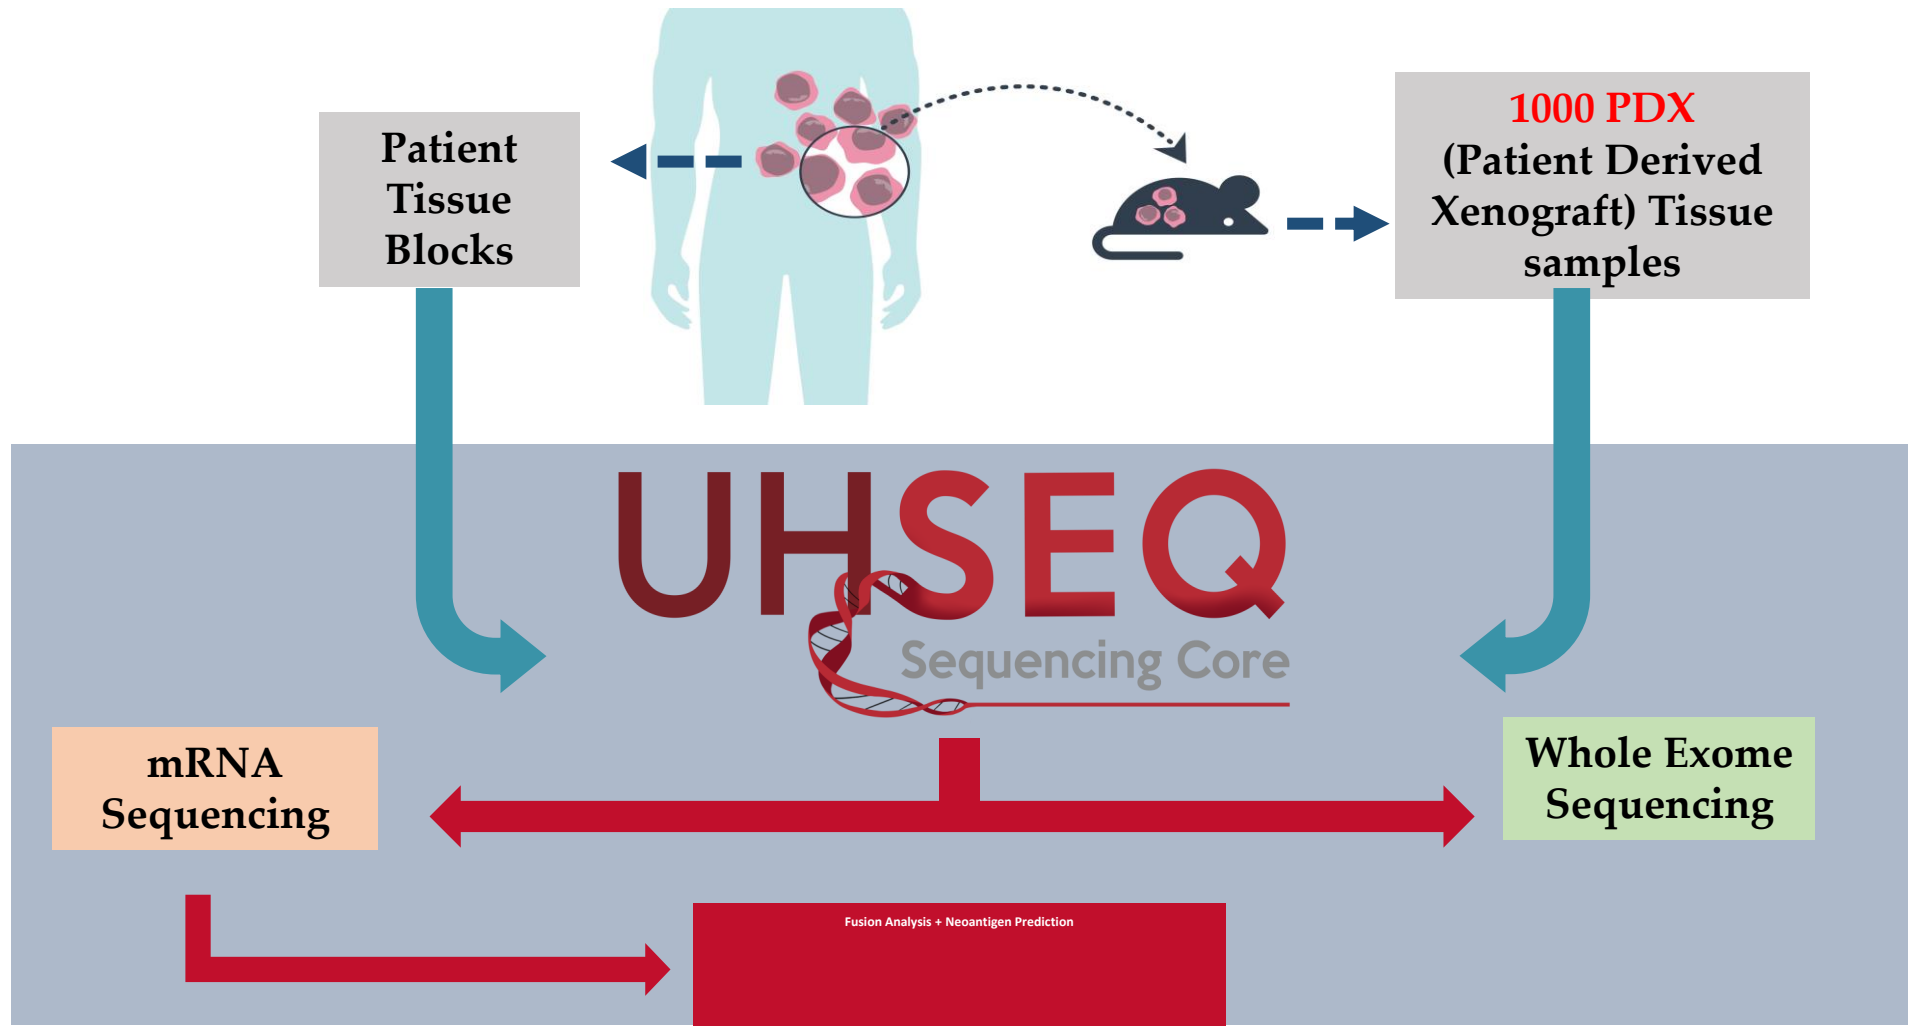 Patient
Tissue
Blocks
1000 PDX
(Patient Derived
Xenograft) Tissue
samples
UHSEQ
Sequencing Core
mRNA
Sequencing
Whole Exome
Sequencing
Fusion Analysis + Neoantigen Prediction